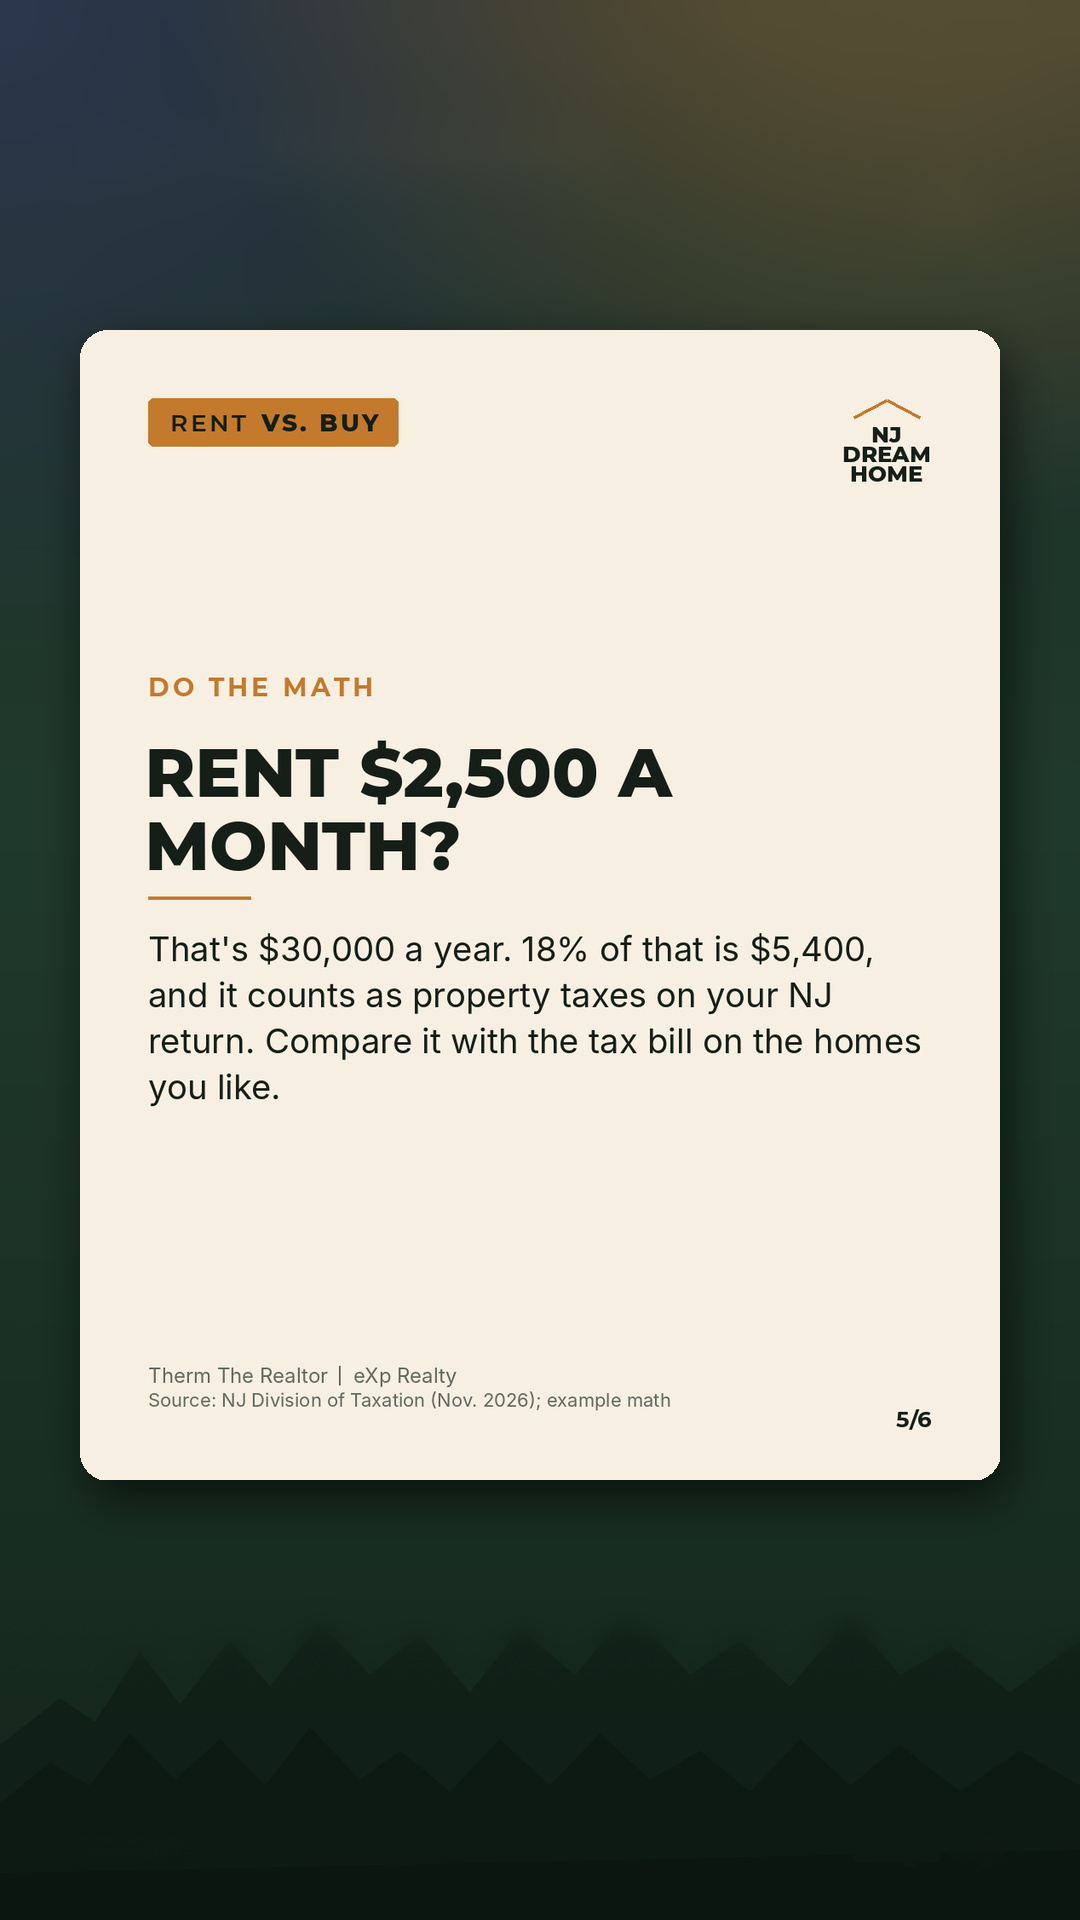 RENT VS. BUY
NJ
DREAM
HOME
DO THE MATH
RENT $2,500 A
MONTH?
That's $30,000 a year. 18% of that is $5,400,
and it counts as property taxes on your NJ
return. Compare it with the tax bill on the homes
you like.
Therm The Realtor | eXp Realty
Source: NJ Division of Taxation (Nov. 2026); example math
5/6